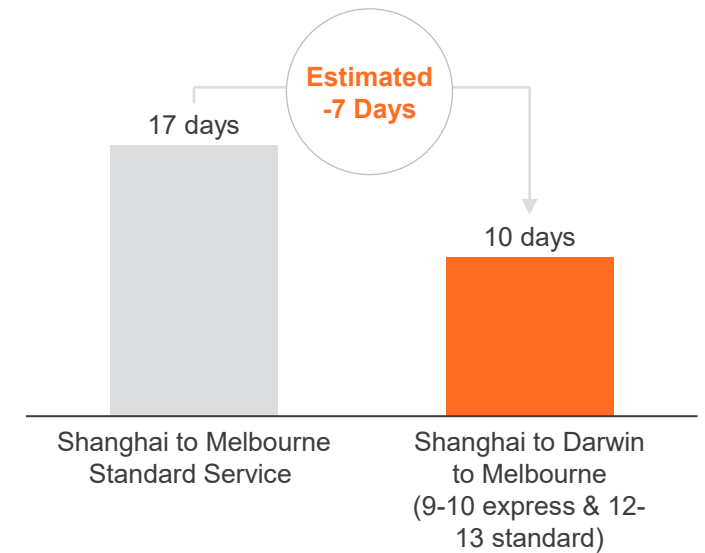 Estimated
-7 Days
17 days
10 days
Shanghai to Melbourne
Standard Service
Shanghai to Darwin
to Melbourne
(9-10 express & 12-
13 standard)